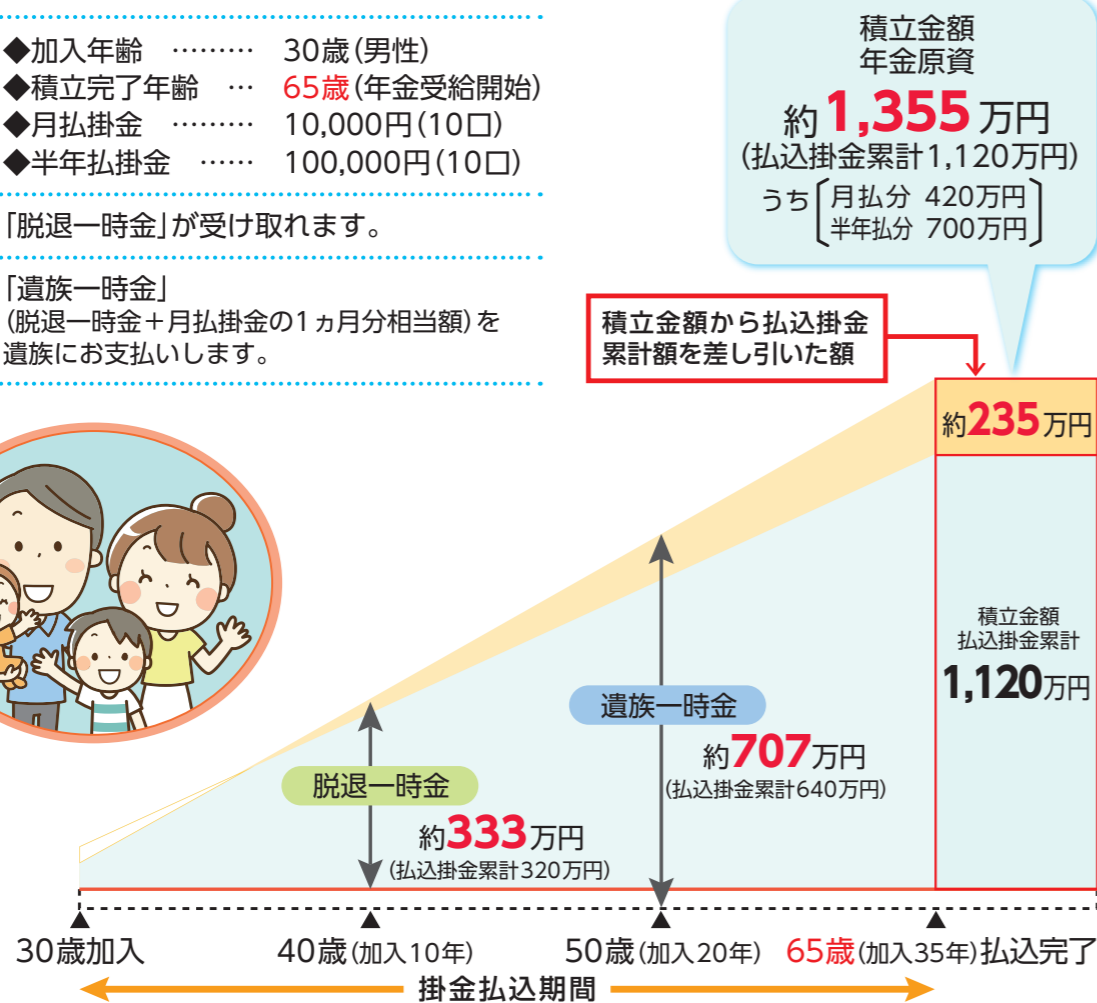 ◆加入年齢 ……… 30歳(男性)
◆積立完了年齢 … 65歳(年金受給開始)
◆月払掛金 ……… 10,000円(10口)
◆半年払掛金 …… 100,000円(10口)
「脱退一時金」が受け取れます。
「遺族一時金」
(脱退一時金+月払掛金の1ヵ月分相当額)を
遺族にお支払いします。
積立金額
年金原資
約1,355万円
(払込掛金累計1,120万円)
うち[月払分 420万円
半年払分 700万円]
積立金額から払込掛金
累計額を差し引いた額
約235万円
積立金額
払込掛金累計
1,120万円
遺族一時金
約707万円
(払込掛金累計640万円)
脱退一時金
約333万円
(払込掛金累計320万円)
30歳加入
40歳(加入10年)
50歳(加入20年)
65歳(加入35年)払込完了
掛金払込期間